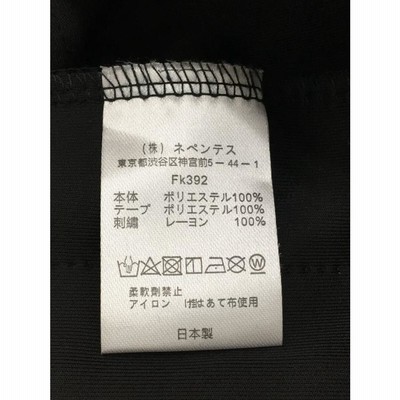 (株) ネペンテス
東京都渋谷区神宮前5-44-1
Fk392
本体 ポリエステル100%
テープ ポリエステル100%
刺繍 レーヨン 100%
柔軟剤禁止
アイロン はあて布使用
日本製